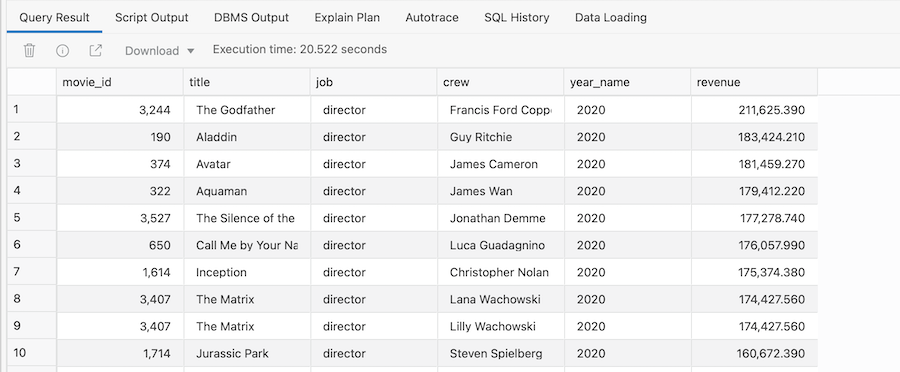 Query Result Script Output DBMS Output Explain Plan Autotrace SQL History Data Loading
Download Execution time: 20.522 seconds
movie_id title job crew year_name revenue
1 3,244 The Godfather director Francis Ford Copp 2020 211,625.390
2 190 Aladdin director Guy Ritchie 2020 183,424.210
3 374 Avatar director James Cameron 2020 181,459.270
4 322 Aquaman director James Wan 2020 179,412.220
5 3,527 The Silence of the director Jonathan Demme 2020 177,278.740
6 650 Call Me by Your Na director Luca Guadagnino 2020 176,057.990
7 1,614 Inception director Christopher Nolan 2020 175,374.380
8 3,407 The Matrix director Lana Wachowski 2020 174,427.560
9 3,407 The Matrix director Lilly Wachowski 2020 174,427.560
10 1,714 Jurassic Park director Steven Spielberg 2020 160,672.390